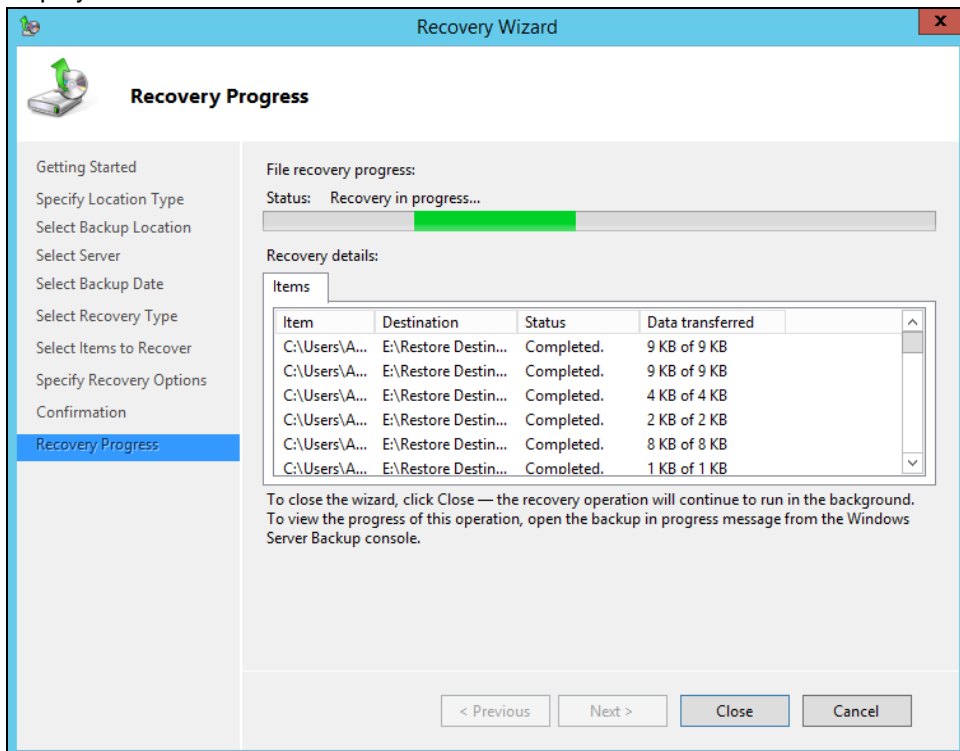 Recovery Wizard
x
Recovery Progress
Getting Started
Specify Location Type
Select Backup Location
Select Server
Select Backup Date
Select Recovery Type
Select Items to Recover
Specify Recovery Options
Confirmation
Recovery Progress
File recovery progress:
Status: Recovery in progress...
Recovery details:
Items
Item Destination Status Data transferred
C:\Users\A... E:\Restore Destin... Completed. 9 KB of 9 KB
C:\Users\A... E:\Restore Destin... Completed. 9 KB of 9 KB
C:\Users\A... E:\Restore Destin... Completed. 4 KB of 4 KB
C:\Users\A... E:\Restore Destin... Completed. 2 KB of 2 KB
C:\Users\A... E:\Restore Destin... Completed. 8 KB of 8 KB
C:\Users\A... E:\Restore Destin... Completed. 1 KB of 1 KB
To close the wizard, click Close — the recovery operation will continue to run in the background.
To view the progress of this operation, open the backup in progress message from the Windows
Server Backup console.
< Previous Next > Close Cancel